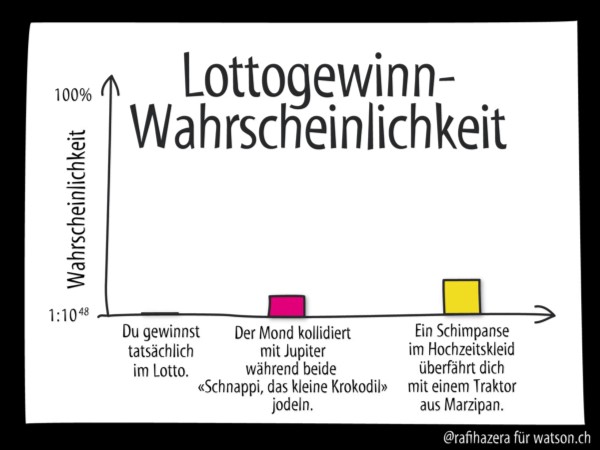 Lottogewinn-
Wahrscheinlichkeit
100%
Wahrscheinlichkeit
1:10⁴⁸
Du gewinnst
tatsächlich
im Lotto.
Der Mond kollidiert
mit Jupiter
während beide
«Schnappi, das kleine Krokodil»
jodeln.
Ein Schimpanse
im Hochzeitskleid
überfährt dich
mit einem Traktor
aus Marzipan.
@rafihazera für watson.ch